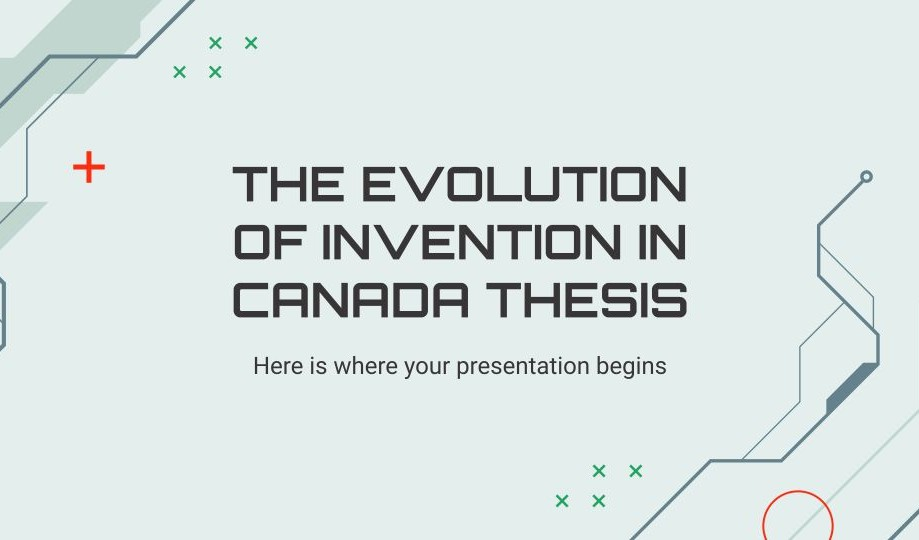 THE EVOLUTION
OF INVENTION IN
CANADA THESIS
Here is where your presentation begins